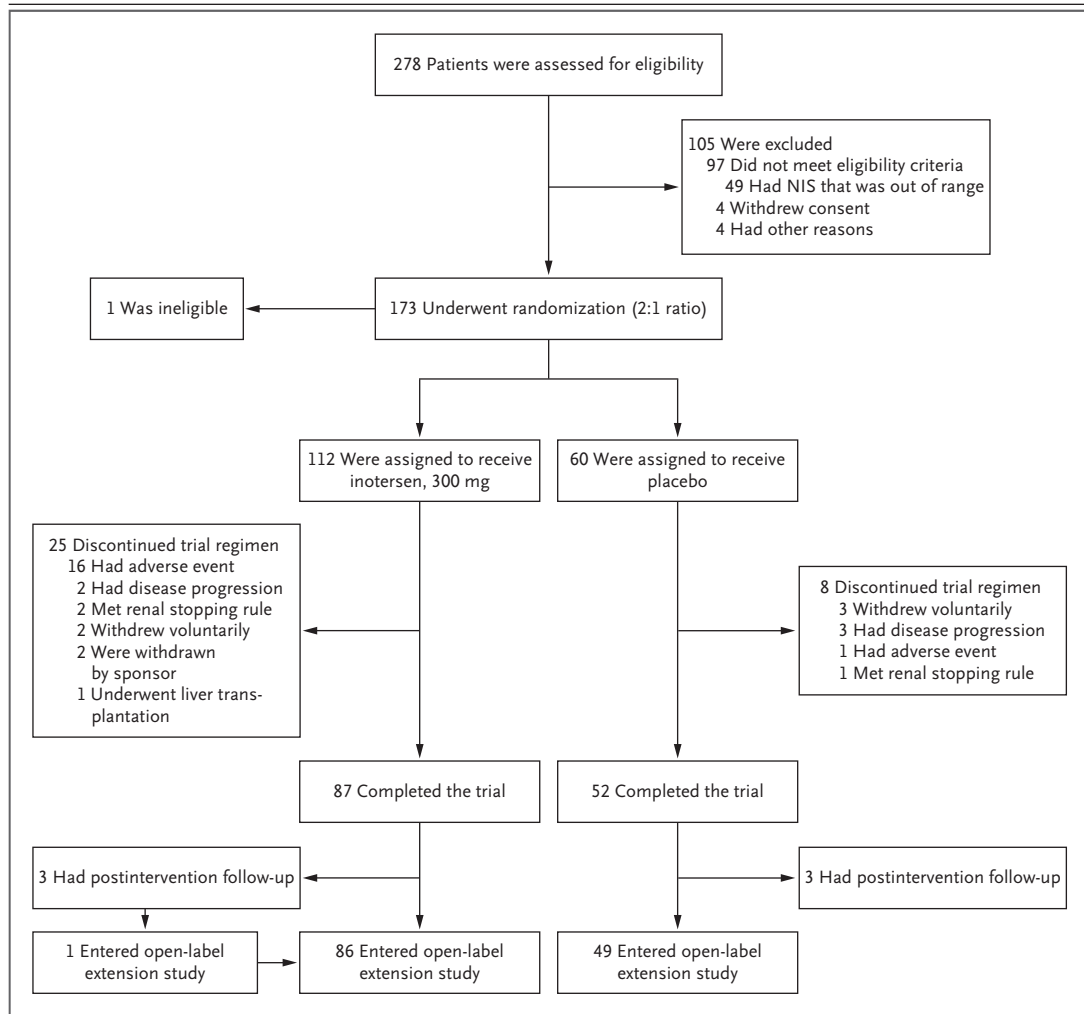 278 Patients were assessed for eligibility
105 Were excluded
97 Did not meet eligibility criteria
49 Had NIS that was out of range
4 Withdrew consent
4 Had other reasons
1 Was ineligible
173 Underwent randomization (2:1 ratio)
112 Were assigned to receive
inotersen, 300 mg
60 Were assigned to receive
placebo
25 Discontinued trial regimen
16 Had adverse event
2 Had disease progression
2 Met renal stopping rule
2 Withdrew voluntarily
2 Were withdrawn
by sponsor
1 Underwent liver trans-
plantation
8 Discontinued trial regimen
3 Withdrew voluntarily
3 Had disease progression
1 Had adverse event
1 Met renal stopping rule
87 Completed the trial
52 Completed the trial
3 Had postintervention follow-up
3 Had postintervention follow-up
1 Entered open-label
extension study
86 Entered open-label
extension study
49 Entered open-label
extension study